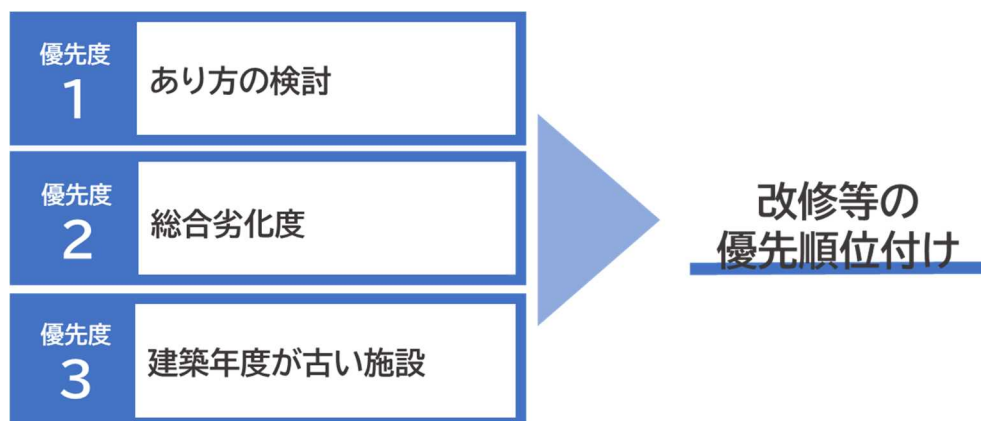 優先度
1
あり方の検討
優先度
2
総合劣化度
優先度
3
建築年度が古い施設
改修等の
優先順位付け